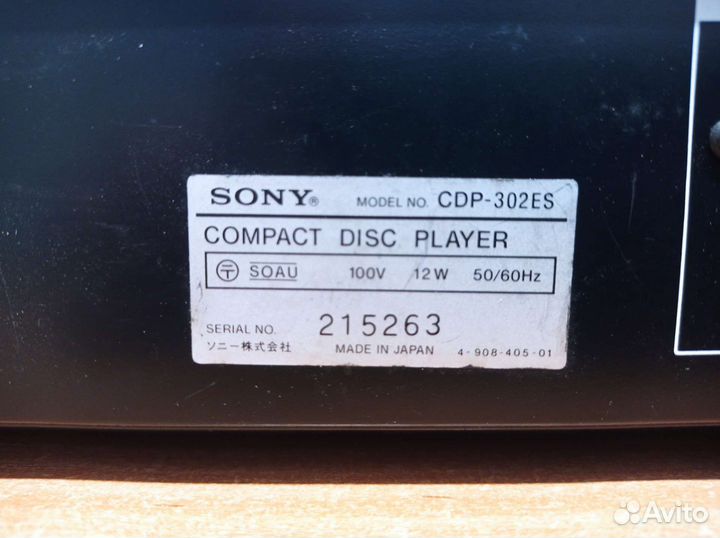 SONY® MODEL NO. CDP-302ES
COMPACT DISC PLAYER
〒 SOAU 100V 12W 50/60Hz
SERIAL NO. 215263
ソニー株式会社 MADE IN JAPAN 4-908-405-01
Avito